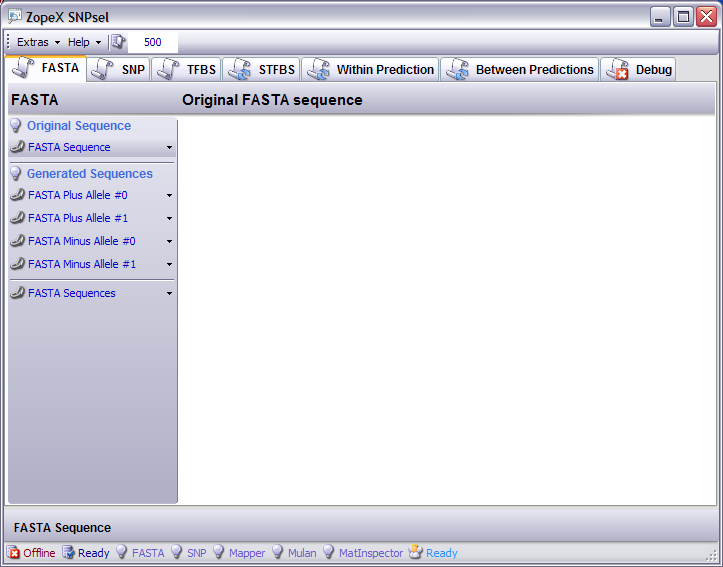 ZopeX SNPsel
Extras Help 500
FASTA SNP TFBS STFBS Within Prediction Between Predictions Debug
FASTA Original FASTA sequence
Original Sequence
FASTA Sequence
Generated Sequences
FASTA Plus Allele #0
FASTA Plus Allele #1
FASTA Minus Allele #0
FASTA Minus Allele #1
FASTA Sequences
FASTA Sequence
Offline Ready FASTA SNP Mapper Mulan MatInspector Ready